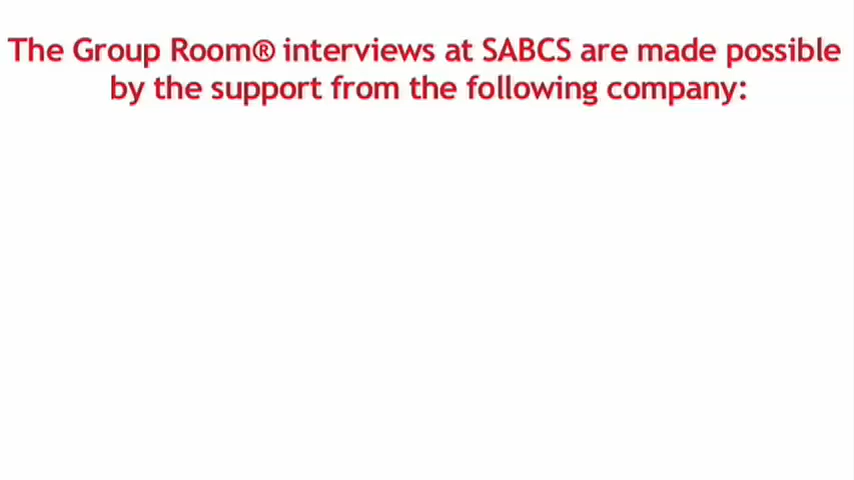 The Group Room® interviews at SABCS are made possible
by the support from the following company: